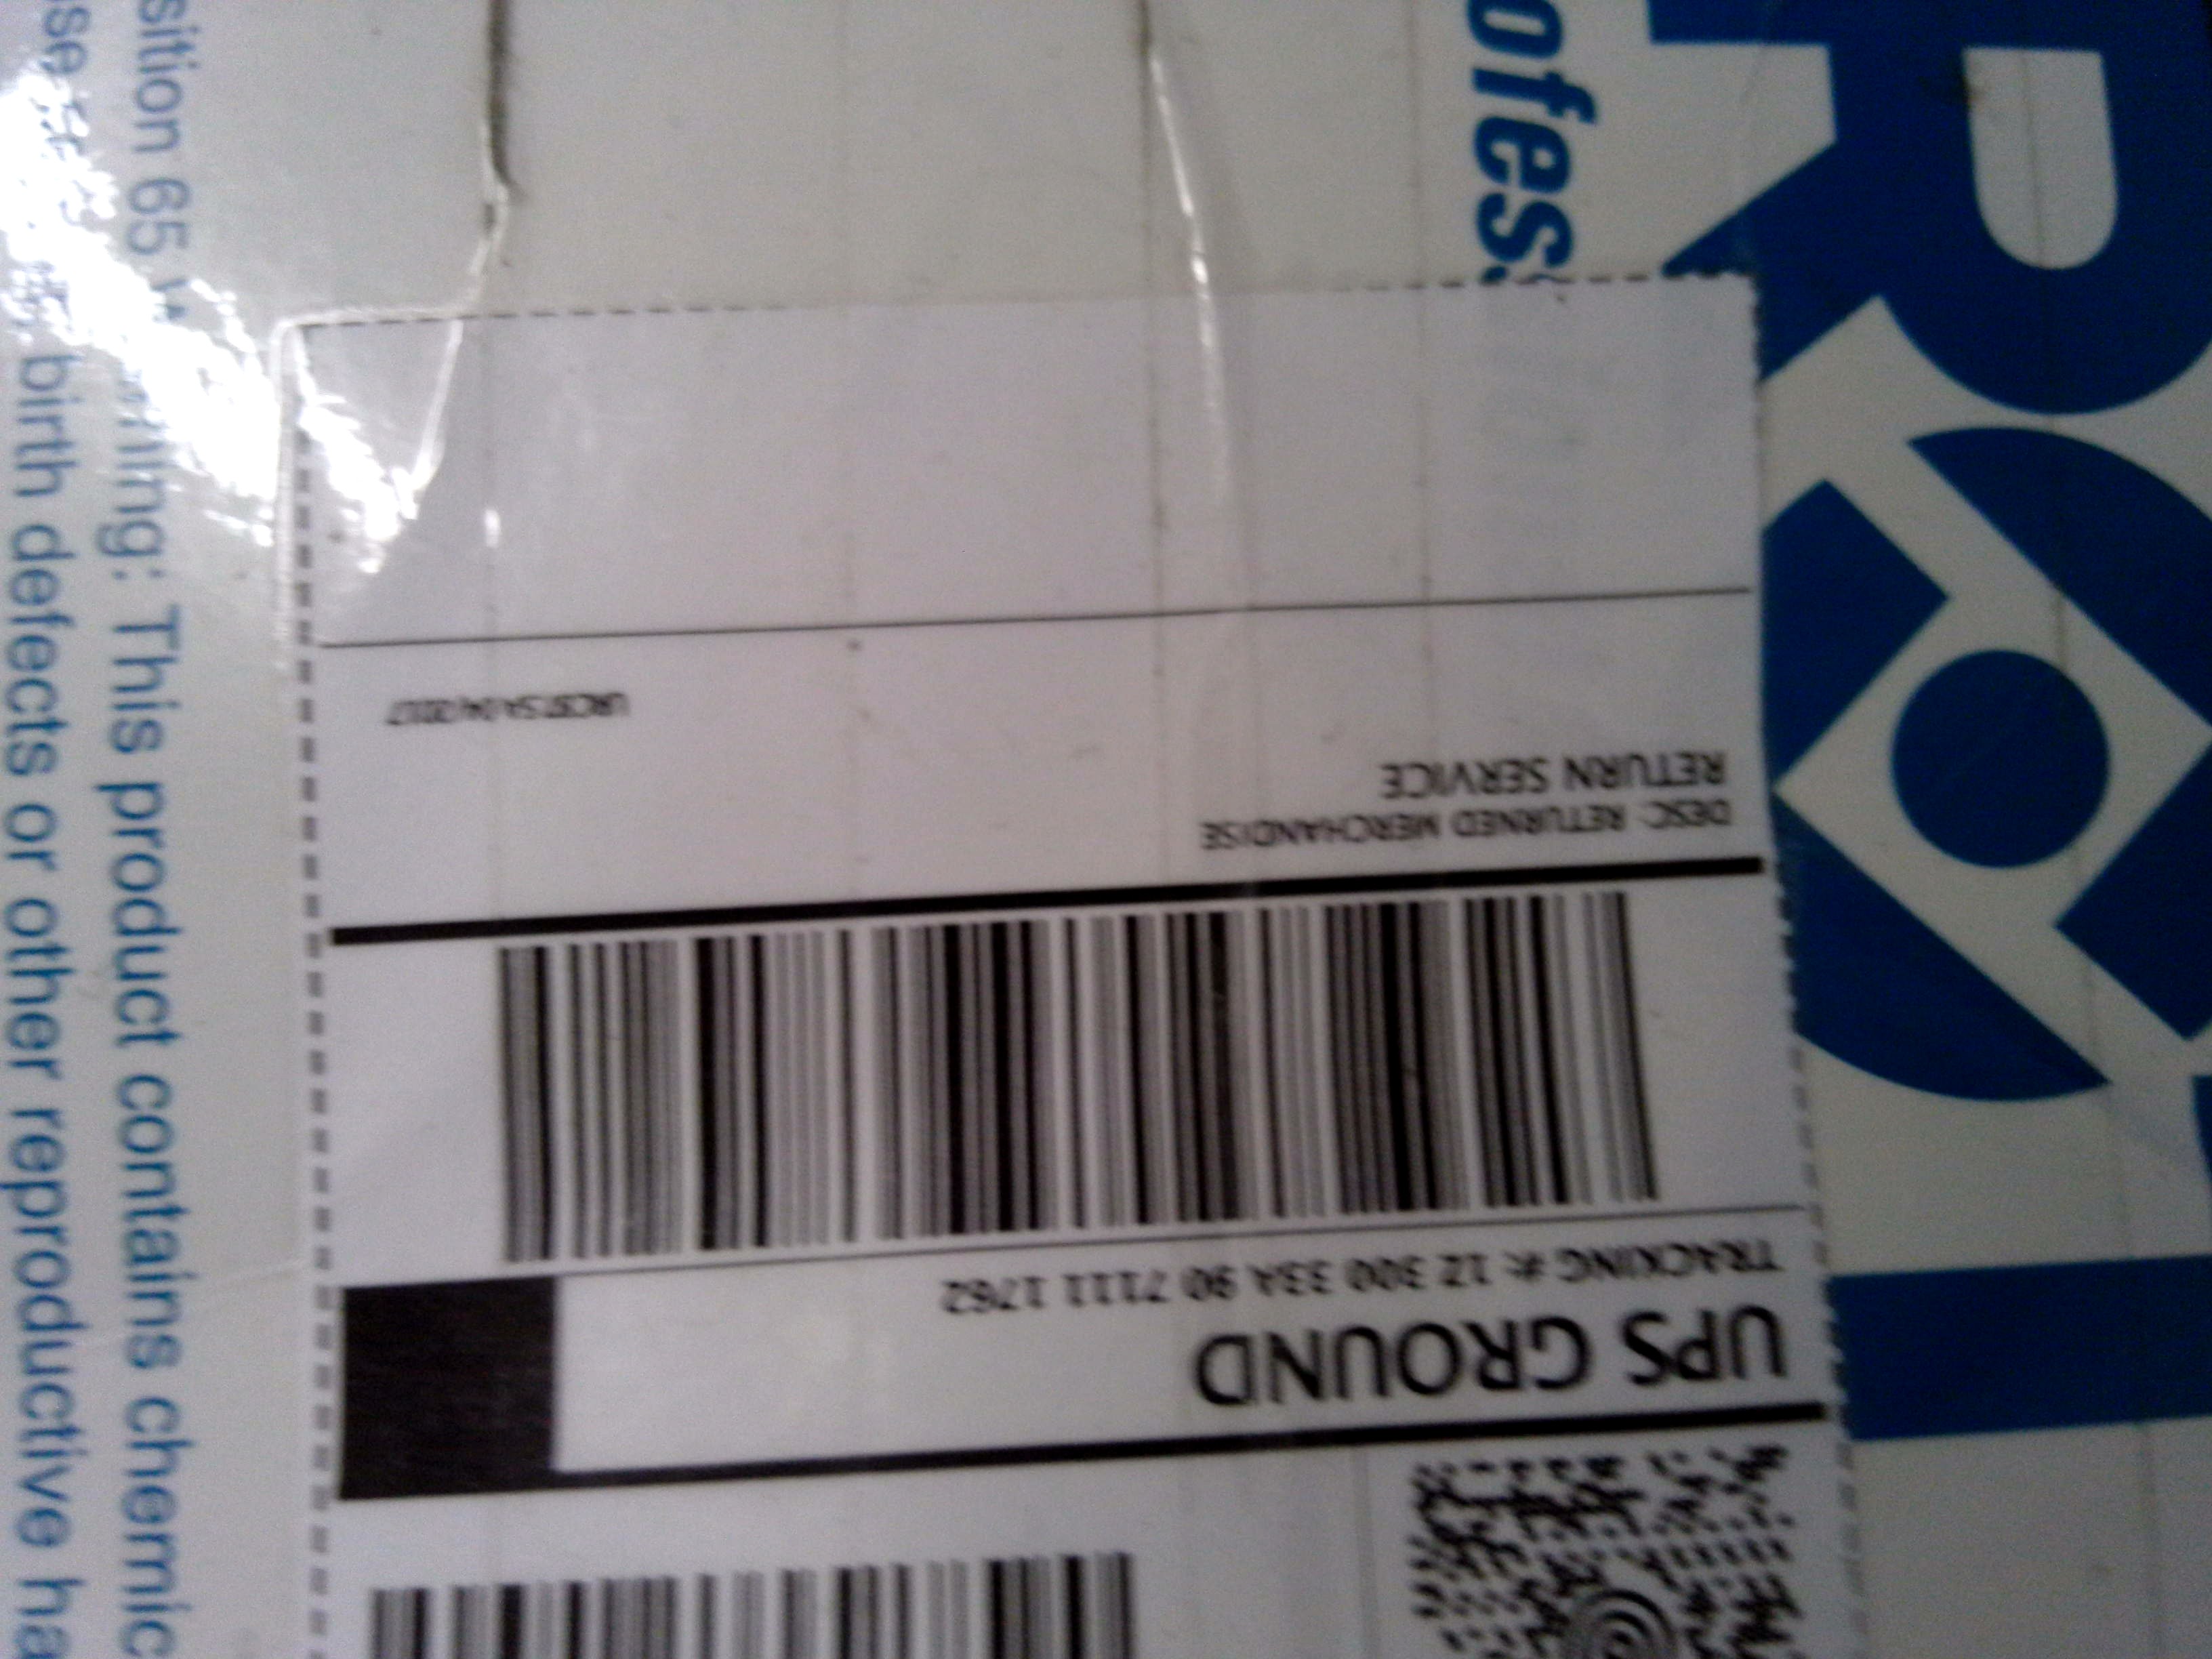 UPS GROUND
TRACKING #: 1Z 300 33A 90 7111 1762
DESC: RETURNED MERCHANDISE
RETURN SERVICE
ofess
sition 65 ning: This product contains chemic
birth defects or other reproductive ha